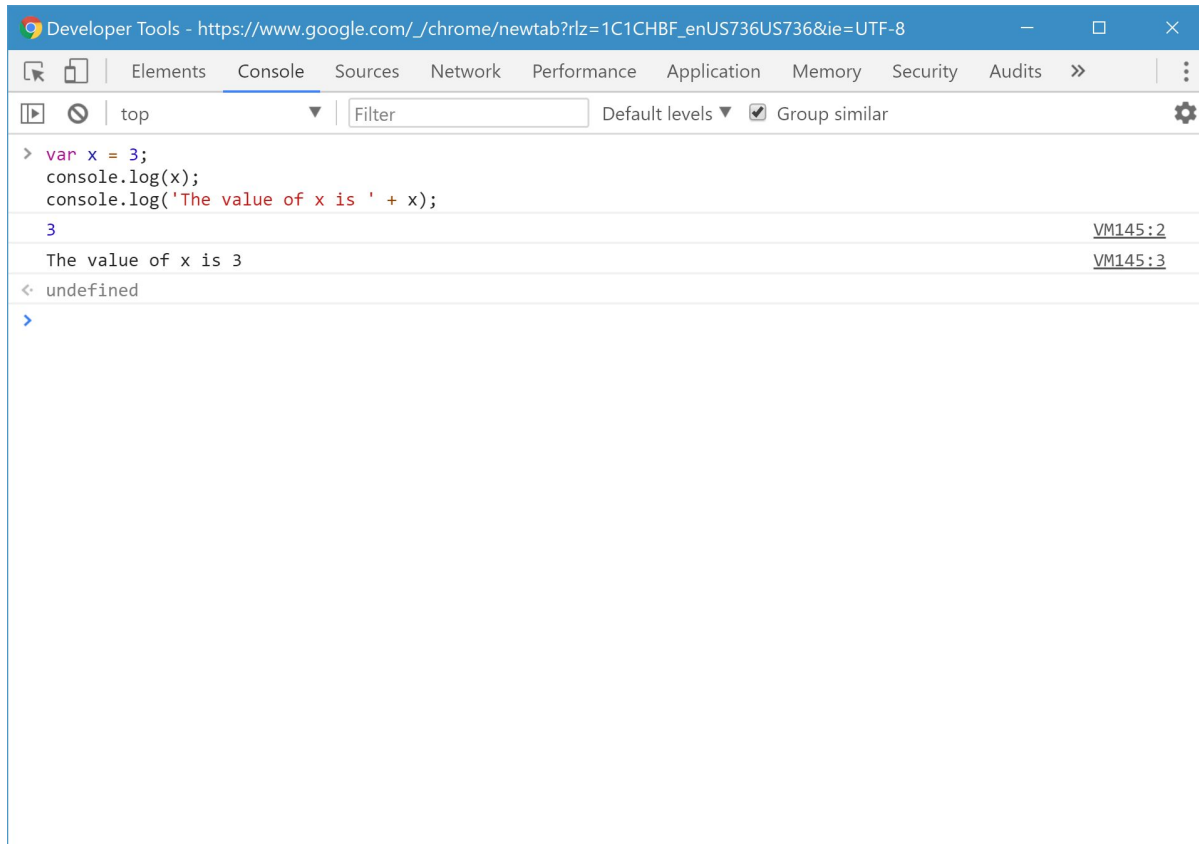 Developer Tools - https://www.google.com/_/chrome/newtab?rlz=1C1CHBF_enUS736US736&ie=UTF-8
Elements Console Sources Network Performance Application Memory Security Audits »
top Filter Default levels Group similar
> var x = 3;
console.log(x);
console.log('The value of x is ' + x);
3 VM145:2
The value of x is 3 VM145:3
undefined
>